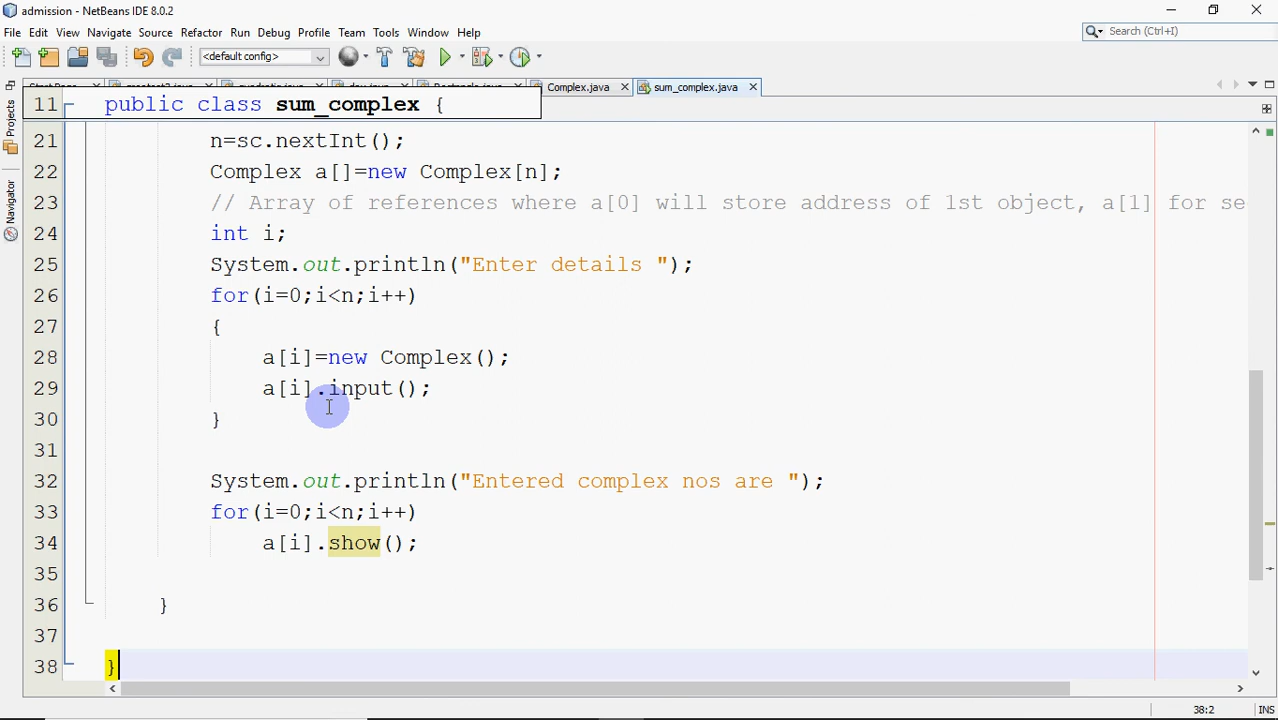 admission - NetBeans IDE 8.0.2
File Edit View Navigate Source Refactor Run Debug Profile Team Tools Window Help
Search (Ctrl+I)
<default config>
Complex.java
sum_complex.java
Projects
Navigator
11 public class sum_complex {
21 n=sc.nextInt();
22 Complex a[]=new Complex[n];
23 // Array of references where a[0] will store address of 1st object, a[1] for se
24 int i;
25 System.out.println("Enter details ");
26 for(i=0;i<n;i++)
27 {
28 a[i]=new Complex();
29 a[i].input();
30 }
31
32 System.out.println("Entered complex nos are ");
33 for(i=0;i<n;i++)
34 a[i].show();
35
36 }
37
38 }
38:2 INS